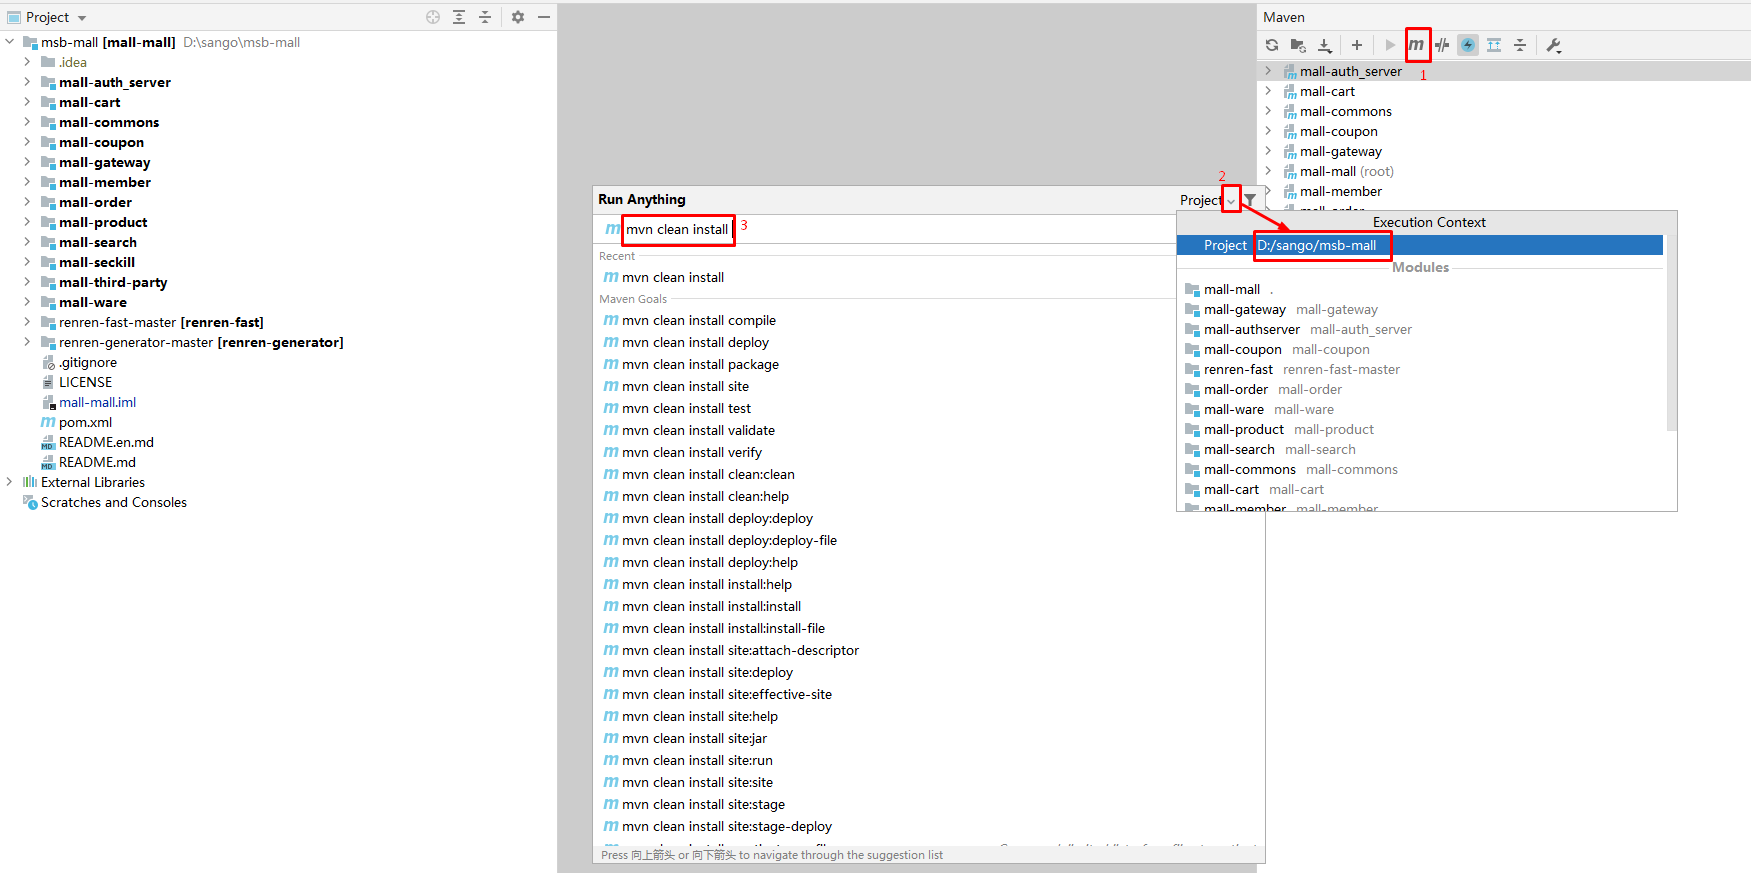 Project
msb-mall [mall-mall] D:\sango\msb-mall
.idea
mall-auth_server
mall-cart
mall-commons
mall-coupon
mall-gateway
mall-member
mall-order
mall-product
mall-search
mall-seckill
mall-third-party
mall-ware
renren-fast-master [renren-fast]
renren-generator-master [renren-generator]
.gitignore
LICENSE
mall-mall.iml
pom.xml
README.en.md
README.md
External Libraries
Scratches and Consoles
Run Anything
Project
2
mvn clean install
3
Recent
mvn clean install
Maven Goals
mvn clean install compile
mvn clean install deploy
mvn clean install package
mvn clean install site
mvn clean install test
mvn clean install validate
mvn clean install verify
mvn clean install clean:clean
mvn clean install clean:help
mvn clean install deploy:deploy
mvn clean install deploy:deploy-file
mvn clean install deploy:help
mvn clean install install:help
mvn clean install install:install
mvn clean install install:install-file
mvn clean install site:attach-descriptor
mvn clean install site:deploy
mvn clean install site:effective-site
mvn clean install site:help
mvn clean install site:jar
mvn clean install site:run
mvn clean install site:site
mvn clean install site:stage
mvn clean install site:stage-deploy
Press 向上箭头 or 向下箭头 to navigate through the suggestion list
Maven
1
mall-auth_server
mall-cart
mall-commons
mall-coupon
mall-gateway
mall-mall (root)
mall-member
mall-order
Execution Context
Project D:/sango/msb-mall
Modules
mall-mall .
mall-gateway mall-gateway
mall-authserver mall-auth_server
mall-coupon mall-coupon
renren-fast renren-fast-master
mall-order mall-order
mall-ware mall-ware
mall-product mall-product
mall-search mall-search
mall-commons mall-commons
mall-cart mall-cart
mall-member mall-member